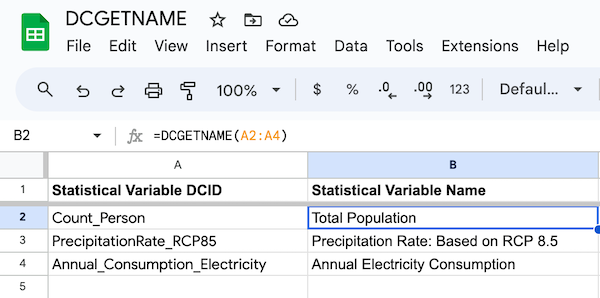 DCGETNAME
File Edit View Insert Format Data Tools Extensions Help
100% $ % .0 .00 123 Defaul...
B2 fx =DCGETNAME(A2:A4)
A B
1 Statistical Variable DCID Statistical Variable Name
2 Count_Person Total Population
3 PrecipitationRate_RCP85 Precipitation Rate: Based on RCP 8.5
4 Annual_Consumption_Electricity Annual Electricity Consumption
5